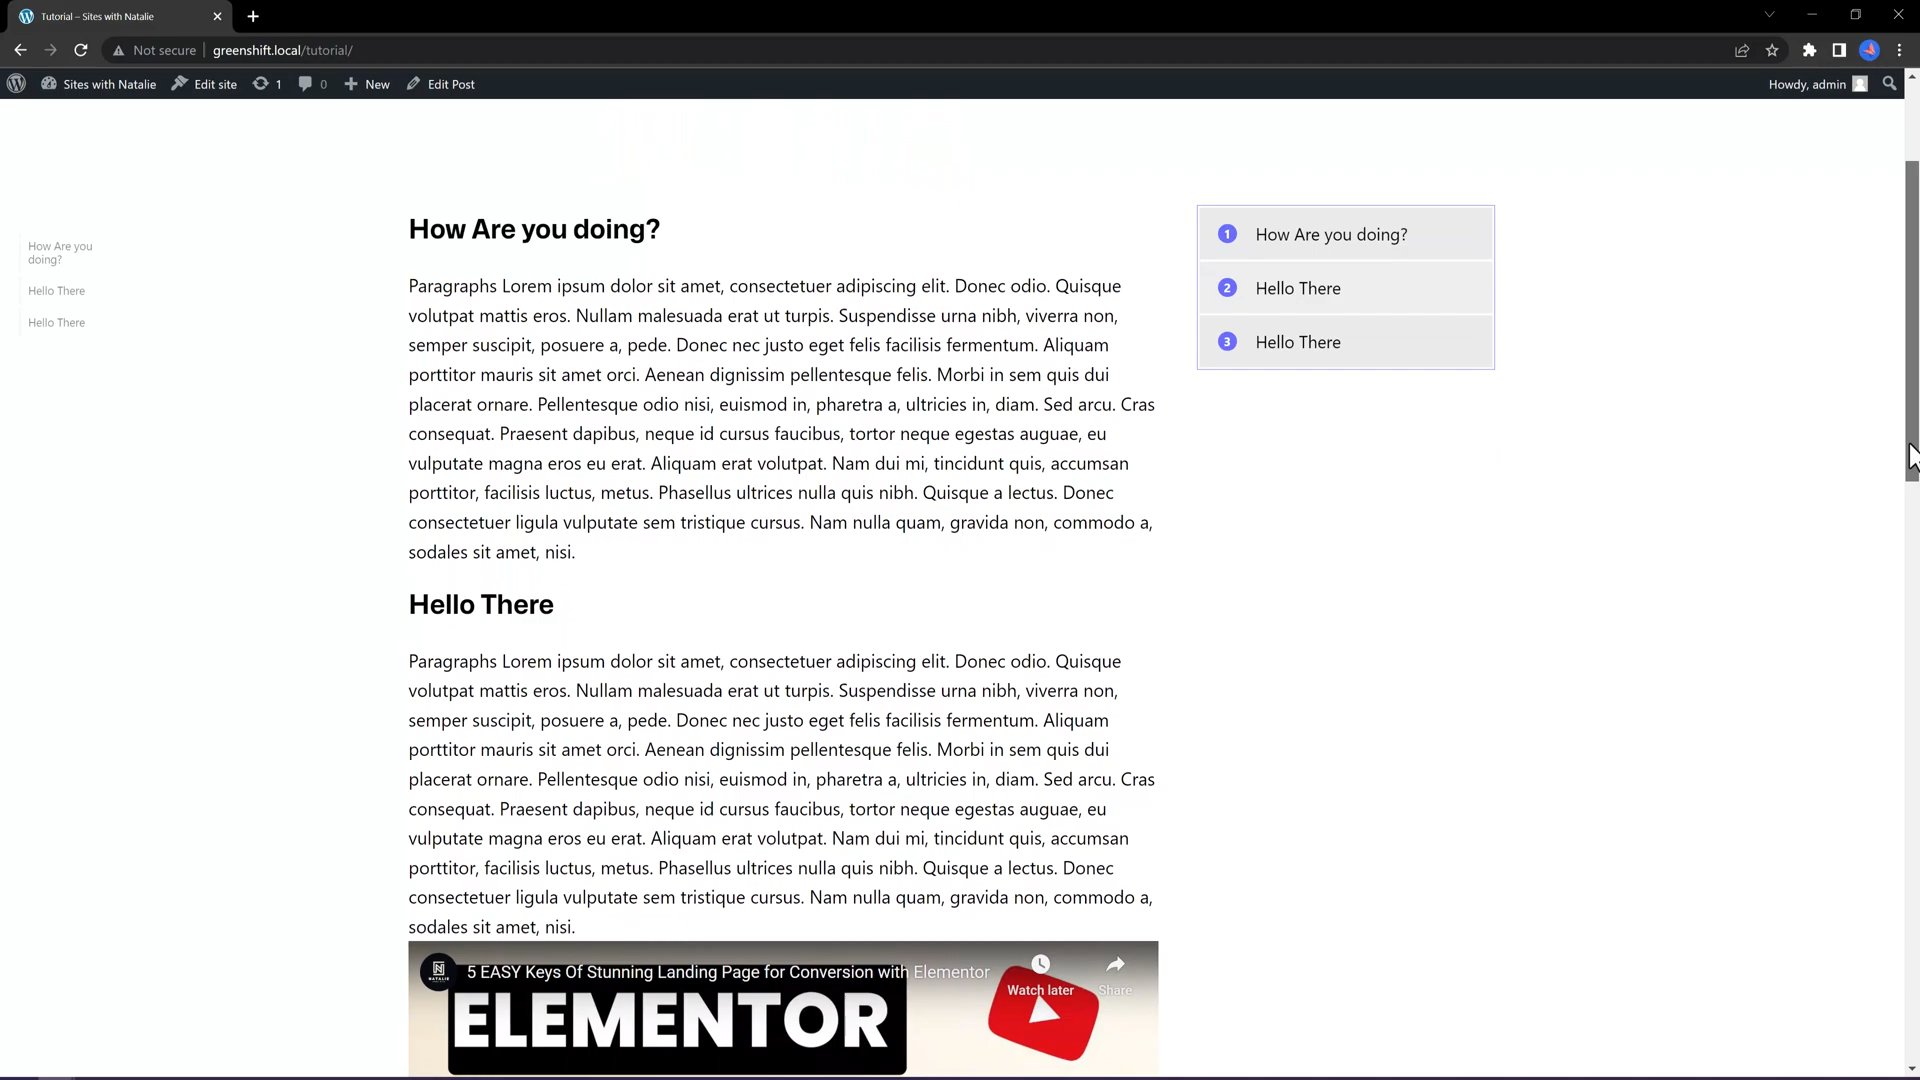 Tutorial – Sites with Natalie
Not secure greenshift.local/tutorial/
Sites with Natalie Edit site 1 0 New Edit Post Howdy, admin
How Are you
doing?
Hello There
Hello There
How Are you doing?
Paragraphs Lorem ipsum dolor sit amet, consectetuer adipiscing elit. Donec odio. Quisque
volutpat mattis eros. Nullam malesuada erat ut turpis. Suspendisse urna nibh, viverra non,
semper suscipit, posuere a, pede. Donec nec justo eget felis facilisis fermentum. Aliquam
porttitor mauris sit amet orci. Aenean dignissim pellentesque felis. Morbi in sem quis dui
placerat ornare. Pellentesque odio nisi, euismod in, pharetra a, ultricies in, diam. Sed arcu. Cras
consequat. Praesent dapibus, neque id cursus faucibus, tortor neque egestas auguae, eu
vulputate magna eros eu erat. Aliquam erat volutpat. Nam dui mi, tincidunt quis, accumsan
porttitor, facilisis luctus, metus. Phasellus ultrices nulla quis nibh. Quisque a lectus. Donec
consectetuer ligula vulputate sem tristique cursus. Nam nulla quam, gravida non, commodo a,
sodales sit amet, nisi.
Hello There
Paragraphs Lorem ipsum dolor sit amet, consectetuer adipiscing elit. Donec odio. Quisque
volutpat mattis eros. Nullam malesuada erat ut turpis. Suspendisse urna nibh, viverra non,
semper suscipit, posuere a, pede. Donec nec justo eget felis facilisis fermentum. Aliquam
porttitor mauris sit amet orci. Aenean dignissim pellentesque felis. Morbi in sem quis dui
placerat ornare. Pellentesque odio nisi, euismod in, pharetra a, ultricies in, diam. Sed arcu. Cras
consequat. Praesent dapibus, neque id cursus faucibus, tortor neque egestas auguae, eu
vulputate magna eros eu erat. Aliquam erat volutpat. Nam dui mi, tincidunt quis, accumsan
porttitor, facilisis luctus, metus. Phasellus ultrices nulla quis nibh. Quisque a lectus. Donec
consectetuer ligula vulputate sem tristique cursus. Nam nulla quam, gravida non, commodo a,
sodales sit amet, nisi.
5 EASY Keys Of Stunning Landing Page for Conversion with Elementor
Watch later Share
ELEMENTOR
1 How Are you doing?
2 Hello There
3 Hello There